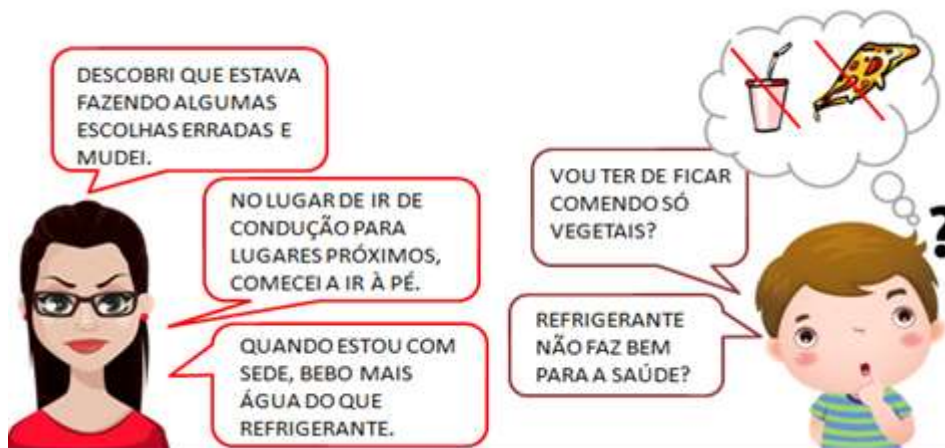 DESCOBRI QUE ESTAVA
FAZENDO ALGUMAS
ESCOLHAS ERRADAS E
MUDEI.
NO LUGAR DE IR DE
CONDUÇÃO PARA
LUGARES PRÓXIMOS,
COMECEI A IR À PÉ.
QUANDO ESTOU COM
SEDE, BEBO MAIS
ÁGUA DO QUE
REFRIGERANTE.
VOU TER DE FICAR
COMENDO SÓ
VEGETAIS?
REFRIGERANTE
NÃO FAZ BEM
PARA A SAÚDE?
?